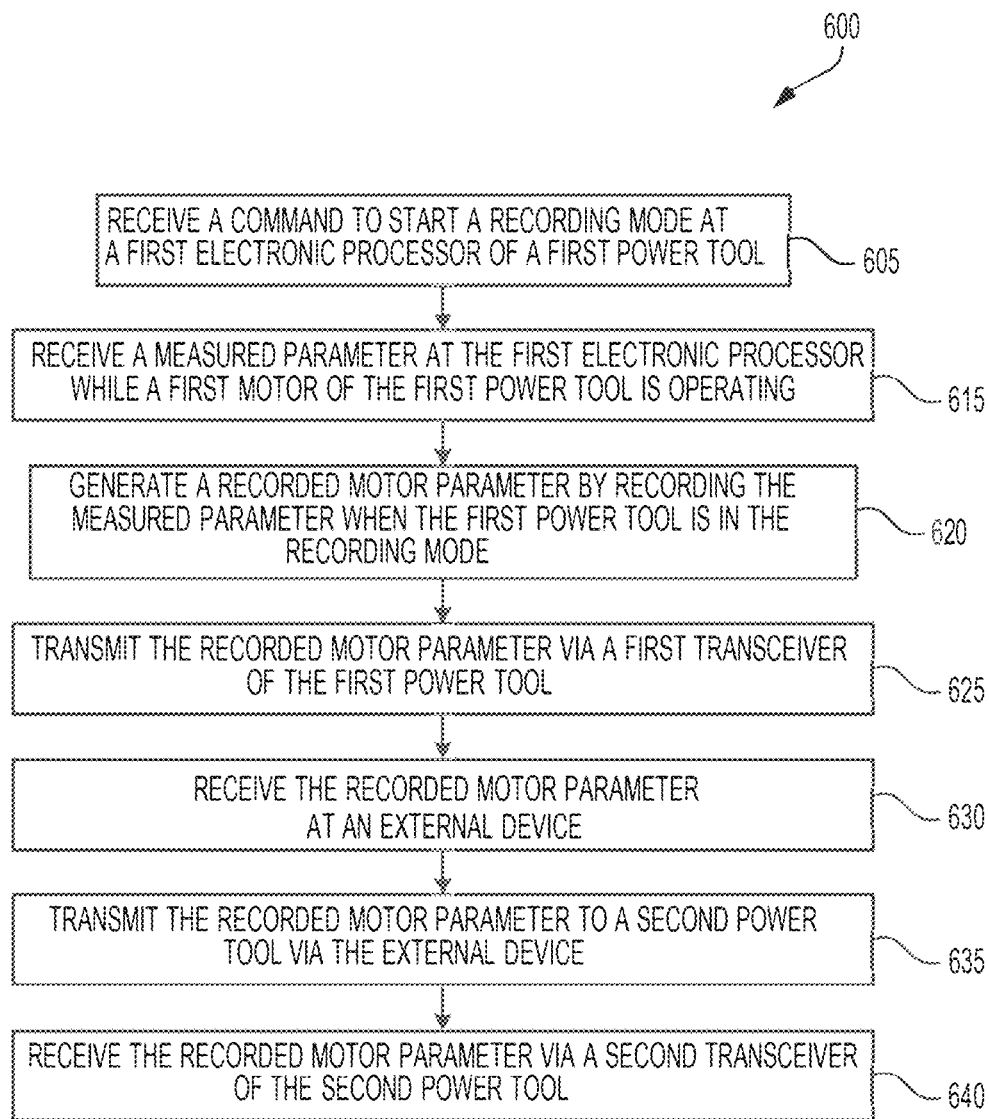 600
RECEIVE A COMMAND TO START A RECORDING MODE AT
A FIRST ELECTRONIC PROCESSOR OF A FIRST POWER TOOL
605
RECEIVE A MEASURED PARAMETER AT THE FIRST ELECTRONIC PROCESSOR
WHILE A FIRST MOTOR OF THE FIRST POWER TOOL IS OPERATING
615
GENERATE A RECORDED MOTOR PARAMETER BY RECORDING THE
MEASURED PARAMETER WHEN THE FIRST POWER TOOL IS IN THE
RECORDING MODE
620
TRANSMIT THE RECORDED MOTOR PARAMETER VIA A FIRST TRANSCEIVER
OF THE FIRST POWER TOOL
625
RECEIVE THE RECORDED MOTOR PARAMETER
AT AN EXTERNAL DEVICE
630
TRANSMIT THE RECORDED MOTOR PARAMETER TO A SECOND POWER
TOOL VIA THE EXTERNAL DEVICE
635
RECEIVE THE RECORDED MOTOR PARAMETER VIA A SECOND TRANSCEIVER
OF THE SECOND POWER TOOL
640